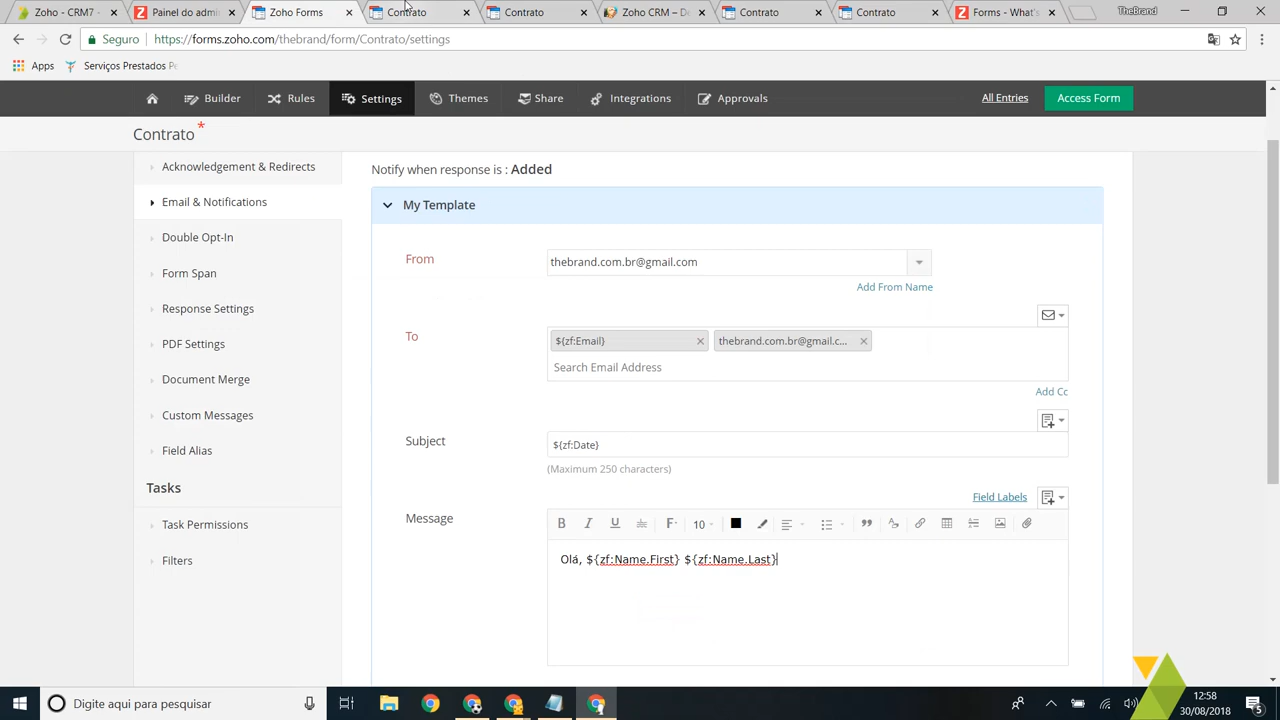 Zoho - CRM7
Painel do admi
Zoho Forms
Contrato
Contrato
Zoho CRM – De
Contrato
Contrato
Forms - What's
TheBrand
Seguro
https://forms.zoho.com/thebrand/form/Contrato/settings
Apps
Serviços Prestados Pe
Builder
Rules
Settings
Themes
Share
Integrations
Approvals
All Entries
Access Form
Contrato *
Acknowledgement & Redirects
Email & Notifications
Double Opt-In
Form Span
Response Settings
PDF Settings
Document Merge
Custom Messages
Field Alias
Tasks
Task Permissions
Filters
Notify when response is : Added
My Template
From
thebrand.com.br@gmail.com
Add From Name
To
${zf:Email}
thebrand.com.br@gmail.c...
Search Email Address
Add Cc
Subject
${zf:Date}
(Maximum 250 characters)
Field Labels
Message
10
Olá, ${zf:Name.First} ${zf:Name.Last}
Digite aqui para pesquisar
12:58
30/08/2018
5